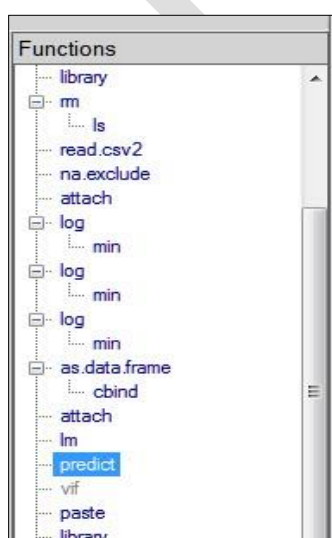 Functions
library
rm
ls
read.csv2
na.exclude
attach
log
min
log
min
log
min
as.data.frame
cbind
attach
lm
predict
vif
paste
library